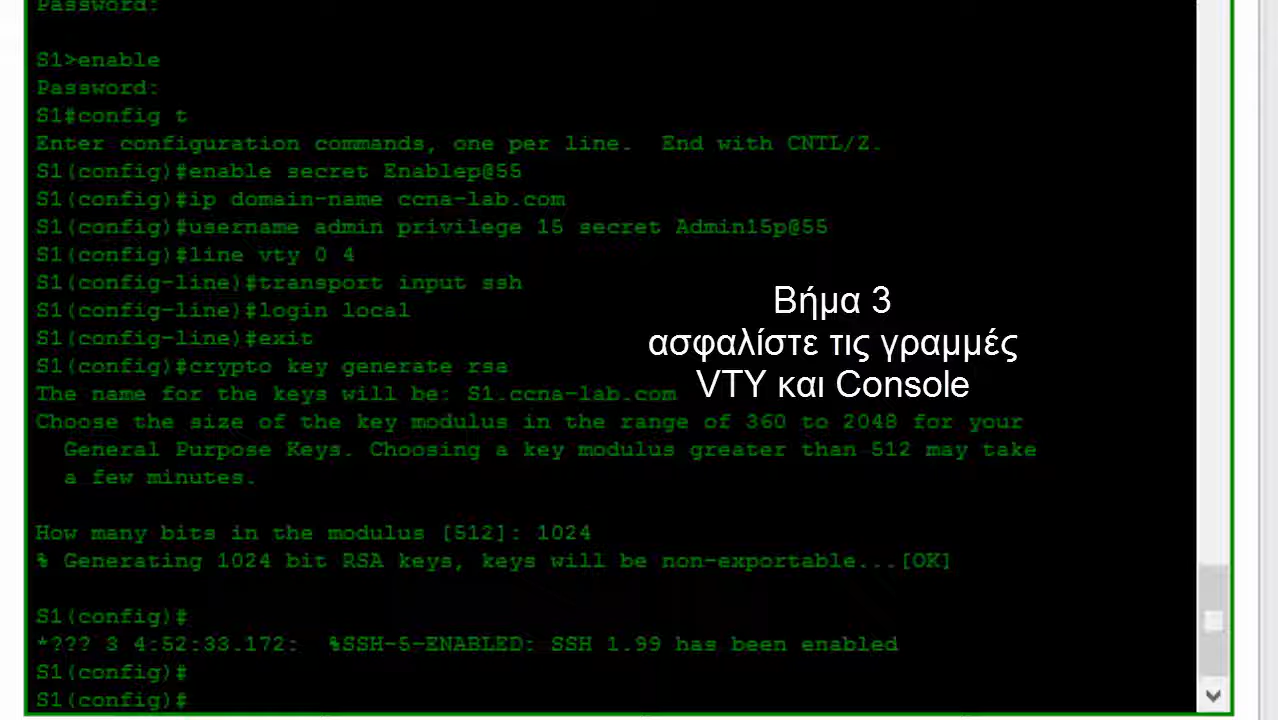 Password:
S1>enable
Password:
S1#config t
Enter configuration commands, one per line.  End with CNTL/Z.
S1(config)#enable secret Enablep@55
S1(config)#ip domain-name ccna-lab.com
S1(config)#username admin privilege 15 secret Admin15p@55
S1(config)#line vty 0 4
S1(config-line)#transport input ssh
S1(config-line)#login local
S1(config-line)#exit
S1(config)#crypto key generate rsa
The name for the keys will be: S1.ccna-lab.com
Choose the size of the key modulus in the range of 360 to 2048 for your
General Purpose Keys. Choosing a key modulus greater than 512 may take
a few minutes.
How many bits in the modulus [512]: 1024
% Generating 1024 bit RSA keys, keys will be non-exportable...[OK]
S1(config)#
*??? 3 4:52:33.172:  %SSH-5-ENABLED: SSH 1.99 has been enabled
S1(config)#
S1(config)#
Βήμα 3
ασφαλίστε τις γραμμές
VTY και Console